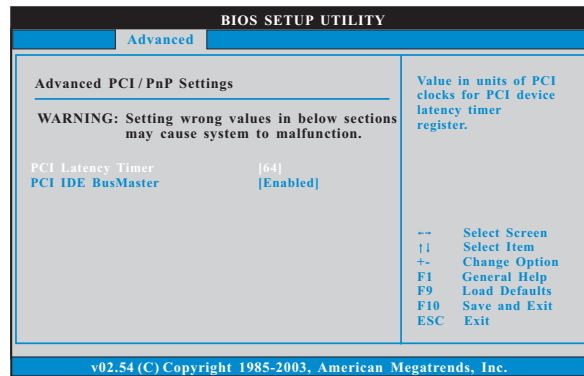 BIOS SETUP UTILITY
Advanced
Advanced PCI / PnP Settings
WARNING: Setting wrong values in below sections
may cause system to malfunction.
PCI Latency Timer [64]
PCI IDE BusMaster [Enabled]
Value in units of PCI
clocks for PCI device
latency timer
register.
←→ Select Screen
↑↓ Select Item
+- Change Option
F1 General Help
F9 Load Defaults
F10 Save and Exit
ESC Exit
v02.54 (C) Copyright 1985-2003, American Megatrends, Inc.